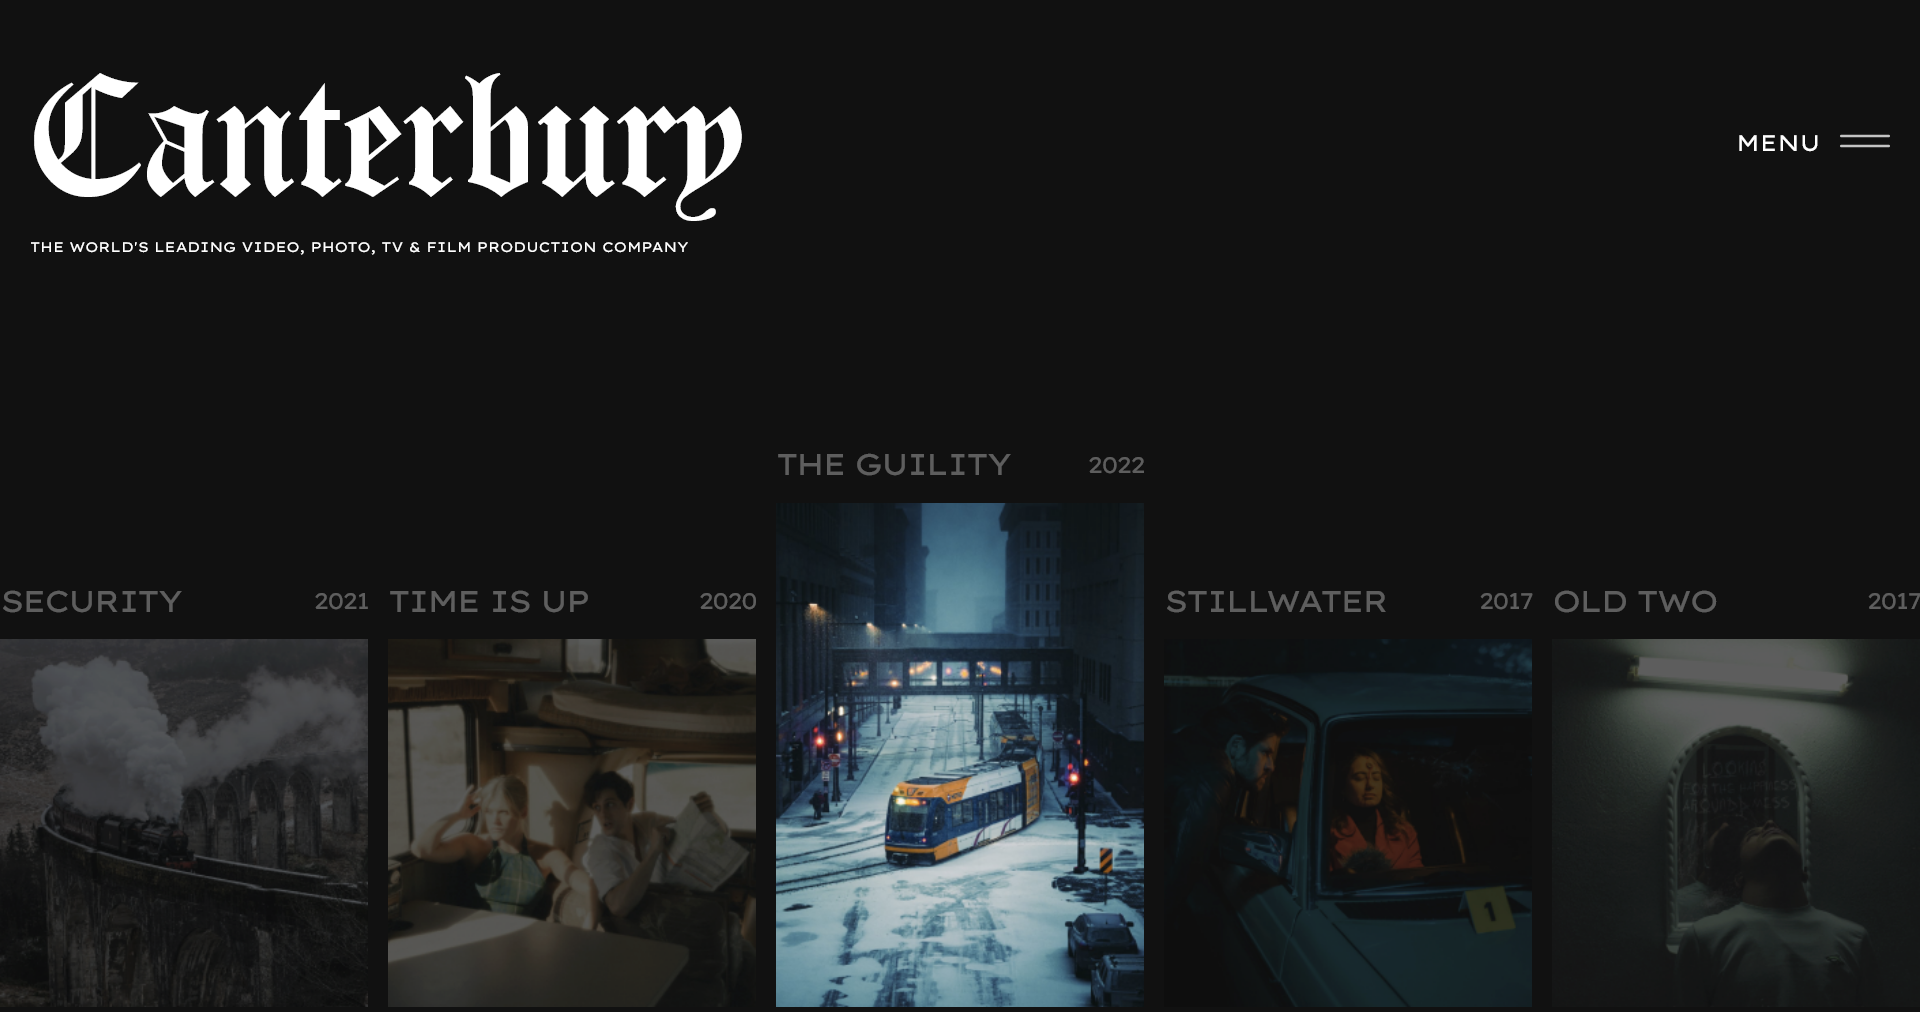 Canterbury
MENU
THE WORLD'S LEADING VIDEO, PHOTO, TV & FILM PRODUCTION COMPANY
THE GUILITY 2022
SECURITY 2021
TIME IS UP 2020
STILLWATER 2017
OLD TWO 2017
1